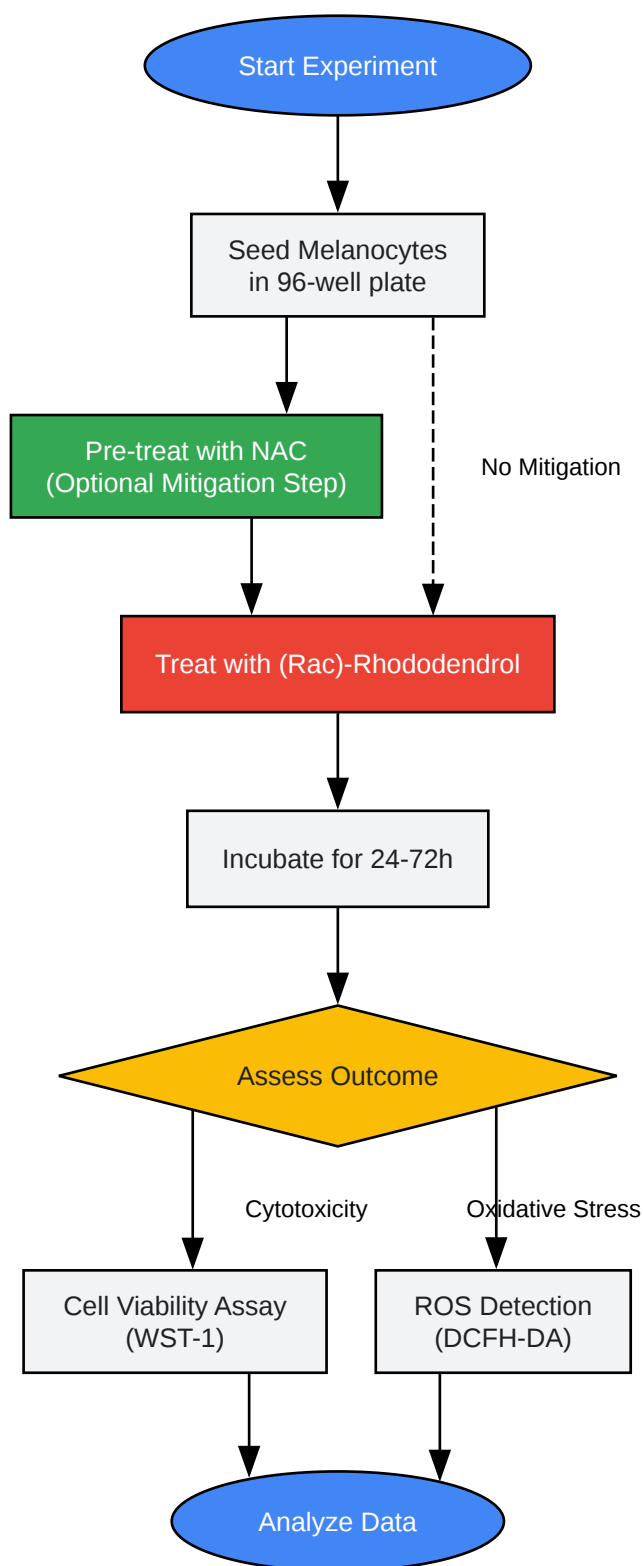 Start Experiment
Seed Melanocytes
in 96-well plate
Pre-treat with NAC
(Optional Mitigation Step)
No Mitigation
Treat with (Rac)-Rhododendrol
Incubate for 24-72h
Assess Outcome
Cytotoxicity
Oxidative Stress
Cell Viability Assay
(WST-1)
ROS Detection
(DCFH-DA)
Analyze Data